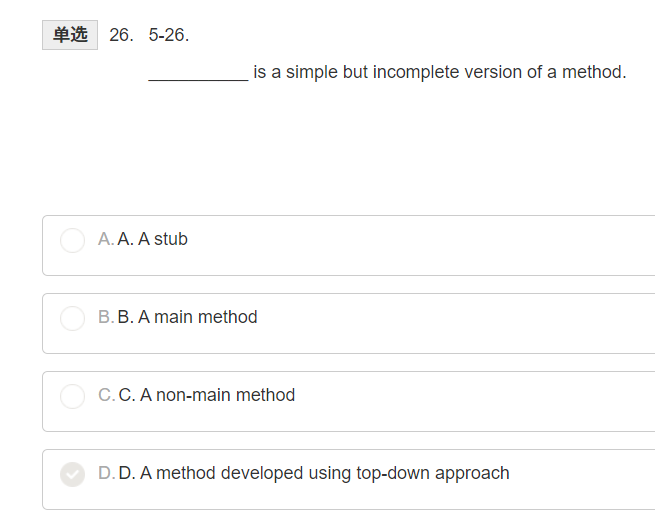 单选 26. 5-26.
__________ is a simple but incomplete version of a method.
A. A. A stub
B. B. A main method
C. C. A non-main method
D. D. A method developed using top-down approach